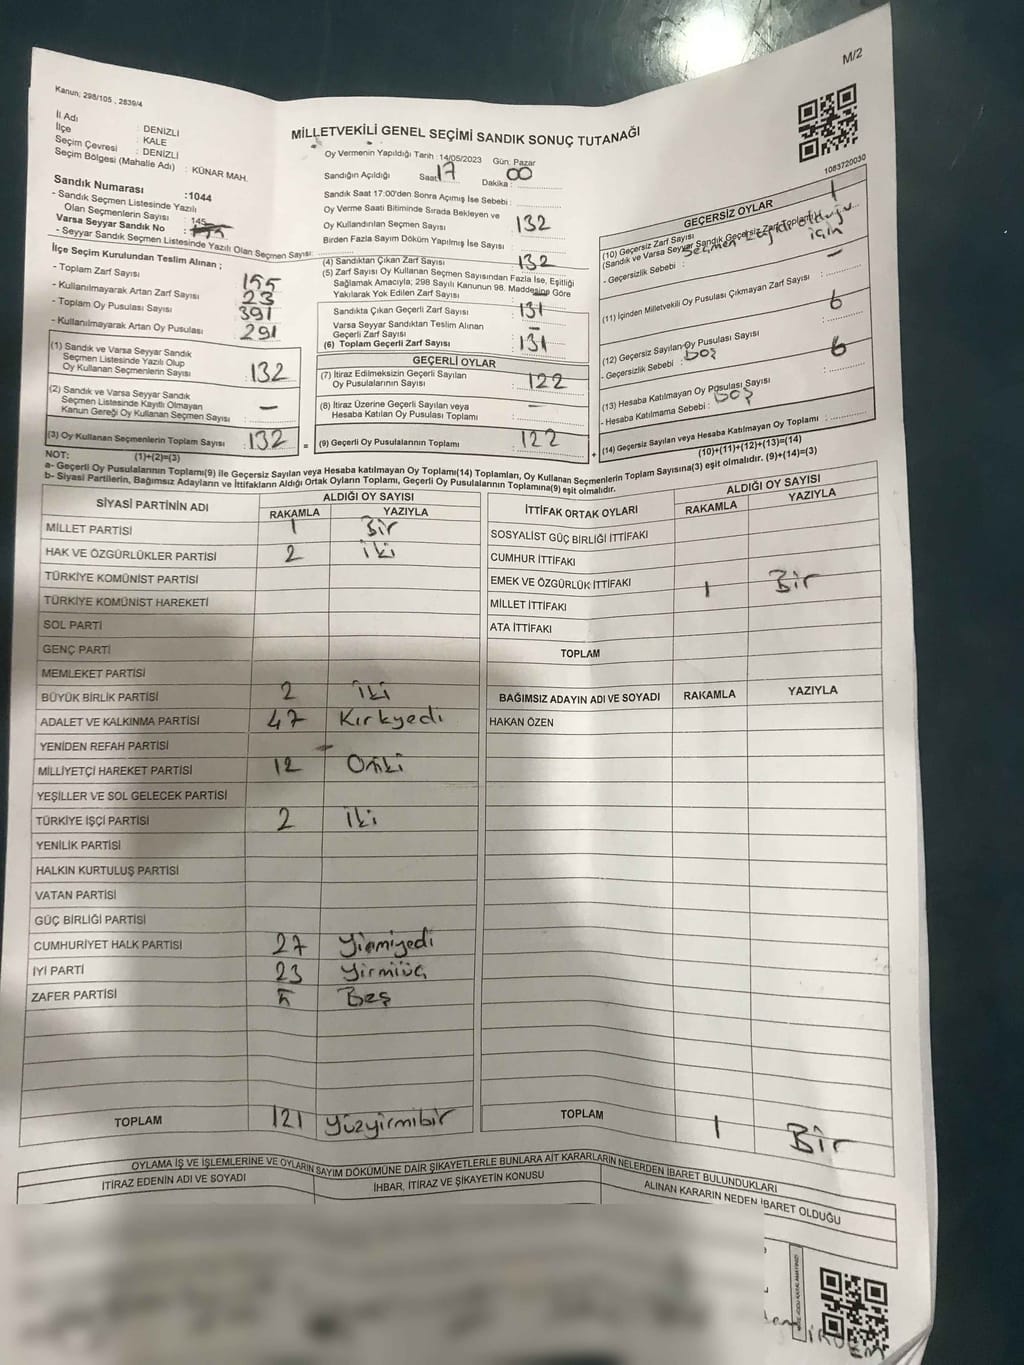 M/2
Kanun; 298/105 , 2839/4
MİLLETVEKİLİ GENEL SEÇİMİ SANDIK SONUÇ TUTANAĞI
1083720030
İl Adı : DENİZLİ
İlçe : KALE
Seçim Çevresi : DENİZLİ
Seçim Bölgesi (Mahalle Adı) : KÜNAR MAH.
Sandık Numarası :1044
- Sandık Seçmen Listesinde Yazılı
Olan Seçmenlerin Sayısı : 145
Varsa Seyyar Sandık No
- Seyyar Sandık Seçmen Listesinde Yazılı Olan Seçmen Sayısı:
İlçe Seçim Kurulundan Teslim Alınan ;
- Toplam Zarf Sayısı : 155
- Kullanılmayarak Artan Zarf Sayısı : 23
- Toplam Oy Pusulası Sayısı : 391
- Kullanılmayarak Artan Oy Pusulası : 291
(1) Sandık ve Varsa Seyyar Sandık
Seçmen Listesinde Yazılı Olup
Oy Kullanan Seçmenlerin Sayısı : 132
(2) Sandık ve Varsa Seyyar Sandık
Seçmen Listesinde Kayıtlı Olmayan
Kanun Gereği Oy Kullanan Seçmen Sayısı : –
(3) Oy Kullanan Seçmenlerin Toplam Sayısı : 132
Oy Vermenin Yapıldığı Tarih :14/05/2023 Gün: Pazar
Sandığın Açıldığı Saat: 17 Dakika : 00
Sandık Saat 17:00'den Sonra Açımış İse Sebebi :
Oy Verme Saati Bitiminde Sırada Bekleyen ve
Oy Kullandırılan Seçmen Sayısı : 132
Birden Fazla Sayım Döküm Yapılmış İse Sayısı :
(4) Sandıktan Çıkan Zarf Sayısı : 132
(5) Zarf Sayısı Oy Kullanan Seçmen Sayısından Fazla İse, Eşitliği
Sağlamak Amacıyla; 298 Sayılı Kanunun 98. Maddesine Göre
Yakılarak Yok Edilen Zarf Sayısı : –
Sandıkta Çıkan Geçerli Zarf Sayısı : 131
Varsa Seyyar Sandıktan Teslim Alınan
Geçerli Zarf Sayısı : –
(6) Toplam Geçerli Zarf Sayısı : 131
GEÇERLİ OYLAR
(7) İtiraz Edilmeksizin Geçerli Sayılan
Oy Pusulalarının Sayısı : 122
(8) İtiraz Üzerine Geçerli Sayılan veya
Hesaba Katılan Oy Pusulası Toplamı : –
= (9) Geçerli Oy Pusulalarının Toplamı : 122
GEÇERSİZ OYLAR
(10) Geçersiz Zarf Sayısı : 1
(Sandık ve Varsa Seyyar Sandık Geçersiz Zarf Toplamı)
- Geçersizlik Sebebi : Seçmen olduğu için
(11) İçinden Milletvekili Oy Pusulası Çıkmayan Zarf Sayısı : –
(12) Geçersiz Sayılan Oy Pusulası Sayısı : 6
- Geçersizlik Sebebi : Boş
(13) Hesaba Katılmayan Oy Pusulası Sayısı : 6
- Hesaba Katılmama Sebebi : Boş
+ (14) Geçersiz Sayılan veya Hesaba Katılmayan Oy Toplamı :
NOT: (1)+(2)=(3)
(10)+(11)+(12)+(13)=(14)
a- Geçerli Oy Pusulalarının Toplamı(9) ile Geçersiz Sayılan veya Hesaba katılmayan Oy Toplamı(14) Toplamları, Oy Kullanan Seçmenlerin Toplam Sayısına(3) eşit olmalıdır. (9)+(14)=(3)
b- Siyasi Partilerin, Bağımsız Adayların ve İttifakların Aldığı Ortak Oyların Toplamı, Geçerli Oy Pusulalarının Toplamına(9) eşit olmalıdır.
SİYASİ PARTİNİN ADI ALDIĞI OY SAYISI
RAKAMLA YAZIYLA
MİLLET PARTİSİ 1 Bir
HAK VE ÖZGÜRLÜKLER PARTİSİ 2 iki
TÜRKİYE KOMÜNİST PARTİSİ
TÜRKİYE KOMÜNİST HAREKETİ
SOL PARTİ
GENÇ PARTİ
MEMLEKET PARTİSİ
BÜYÜK BİRLİK PARTİSİ 2 İki
ADALET VE KALKINMA PARTİSİ 47 Kırkyedi
YENİDEN REFAH PARTİSİ –
MİLLİYETÇİ HAREKET PARTİSİ 12 Oniki
YEŞİLLER VE SOL GELECEK PARTİSİ
TÜRKİYE İŞÇİ PARTİSİ 2 iki
YENİLİK PARTİSİ
HALKIN KURTULUŞ PARTİSİ
VATAN PARTİSİ
GÜÇ BİRLİĞİ PARTİSİ
CUMHURİYET HALK PARTİSİ 27 Yirmiyedi
İYİ PARTİ 23 Yirmiüç
ZAFER PARTİSİ 5 Beş
TOPLAM 121 Yüzyirmibir
İTTİFAK ORTAK OYLARI ALDIĞI OY SAYISI
RAKAMLA YAZIYLA
SOSYALİST GÜÇ BİRLİĞİ İTTİFAKI
CUMHUR İTTİFAKI
EMEK VE ÖZGÜRLÜK İTTİFAKI 1 Bir
MİLLET İTTİFAKI
ATA İTTİFAKI
TOPLAM
BAĞIMSIZ ADAYIN ADI VE SOYADI RAKAMLA YAZIYLA
HAKAN ÖZEN
TOPLAM 1 Bir
OYLAMA İŞ VE İŞLEMLERİNE VE OYLARIN SAYIM DÖKÜMÜNE DAİR ŞİKAYETLERLE BUNLARA AİT KARARLARIN NELERDEN İBARET BULUNDUKLARI
İTİRAZ EDENİN ADI VE SOYADI İHBAR, İTİRAZ VE ŞİKAYETİN KONUSU ALINAN KARARIN NEDEN İBARET OLDUĞU